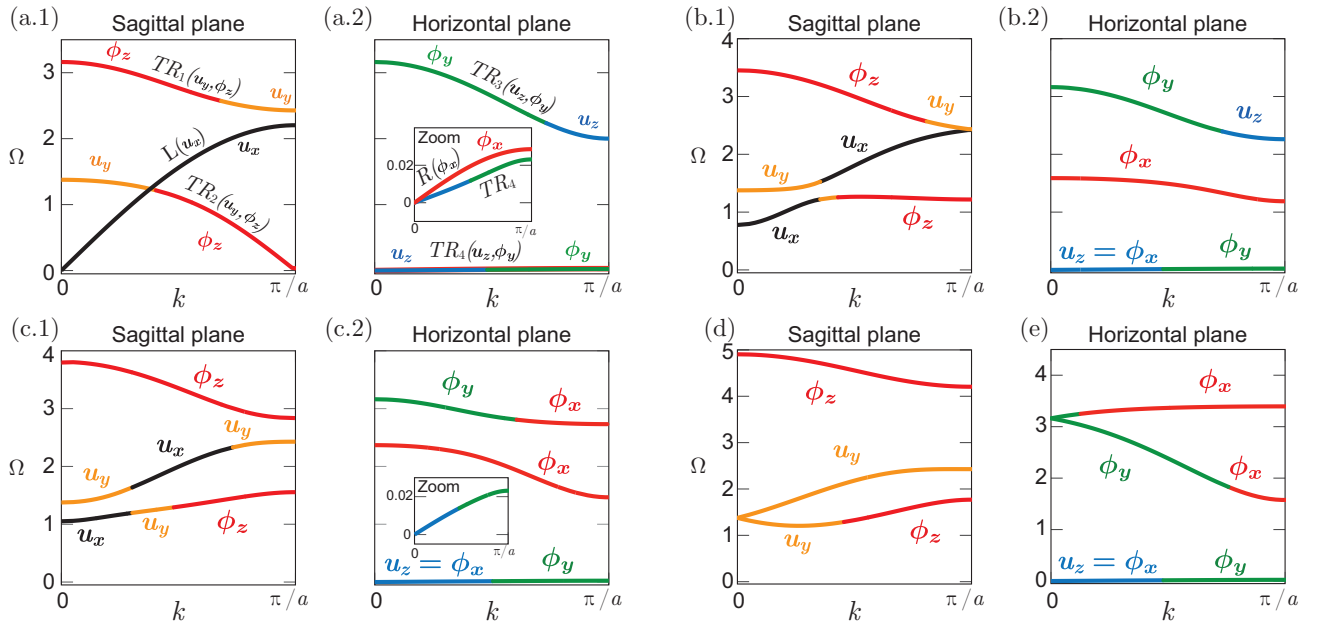 (a.1)
Sagittal plane
3
2
1
0
Ω
ϕz
TR1(uy,ϕz)
uy
L(ux)
ux
uy
TR2(uy,ϕz)
ϕz
0
k
π/a
(a.2)
Horizontal plane
ϕy
TR3(uz,ϕy)
uz
Zoom
ϕx
0.02
R(ϕx)
TR4
0
0
π/a
uz
TR4(uz,ϕy)
ϕy
0
k
π/a
(b.1)
Sagittal plane
4
3
2
1
0
Ω
ϕz
uy
ux
uy
ux
ϕz
0
k
π/a
(b.2)
Horizontal plane
4
3
2
1
0
ϕy
uz
ϕx
uz = ϕx
ϕy
0
k
π/a
(c.1)
Sagittal plane
4
3
2
1
0
Ω
ϕz
uy
ux
uy
ux
uy
ϕz
0
k
π/a
(c.2)
Horizontal plane
ϕy
ϕx
ϕx
Zoom
0.02
0
0
π/a
uz = ϕx
ϕy
0
k
π/a
(d)
Sagittal plane
5
4
3
2
1
0
Ω
ϕz
uy
uy
ϕz
0
k
π/a
(e)
Horizontal plane
4
3
2
1
0
ϕx
ϕy
ϕx
uz = ϕx
ϕy
0
k
π/a